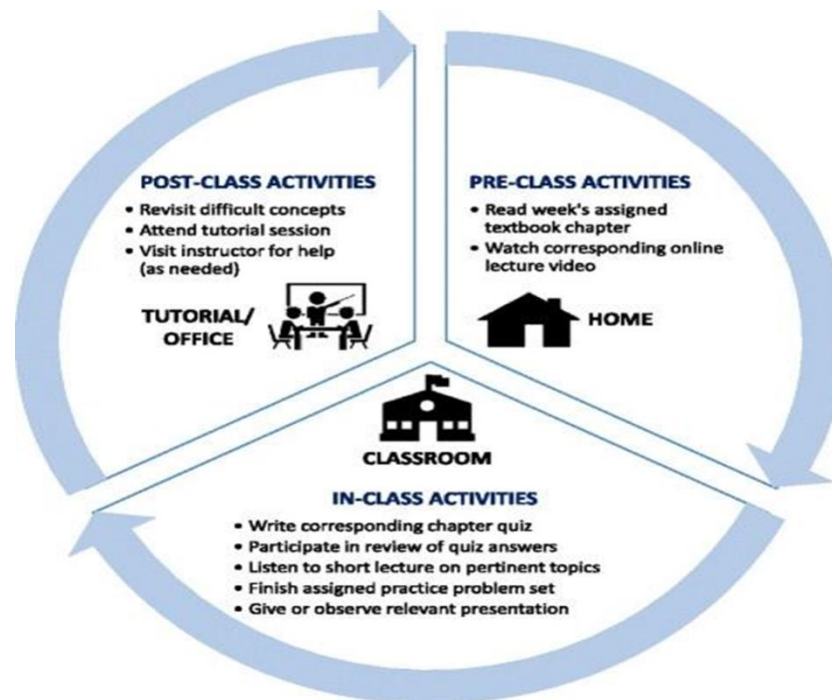 POST-CLASS ACTIVITIES
• Revisit difficult concepts
• Attend tutorial session
• Visit instructor for help
(as needed)
TUTORIAL/
OFFICE
PRE-CLASS ACTIVITIES
• Read week's assigned
textbook chapter
• Watch corresponding online
lecture video
HOME
CLASSROOM
IN-CLASS ACTIVITIES
• Write corresponding chapter quiz
• Participate in review of quiz answers
• Listen to short lecture on pertinent topics
• Finish assigned practice problem set
• Give or observe relevant presentation